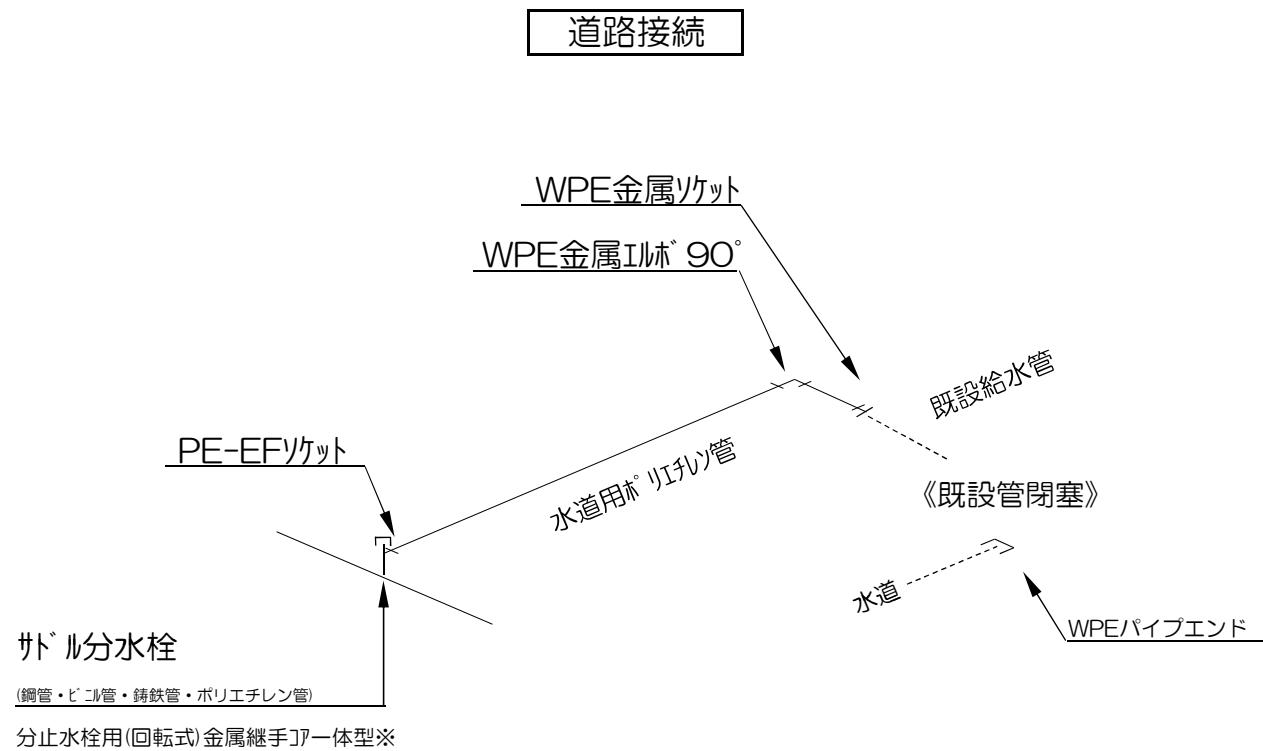 道路接続
WPE金属ｿｹｯﾄ
WPE金属ｴﾙﾎﾞ90ﾟ
既設給水管
PE-EFｿｹｯﾄ
水道用ﾎﾟﾘｴﾁﾚﾝ管
《既設管閉塞》
水道
WPEパイプエンド
ｻﾄﾞﾙ分水栓
(鋼管・ﾋﾞﾆﾙ管・鋳鉄管・ポリエチレン管)
分止水栓用(回転式)金属継手ｺｱ一体型※